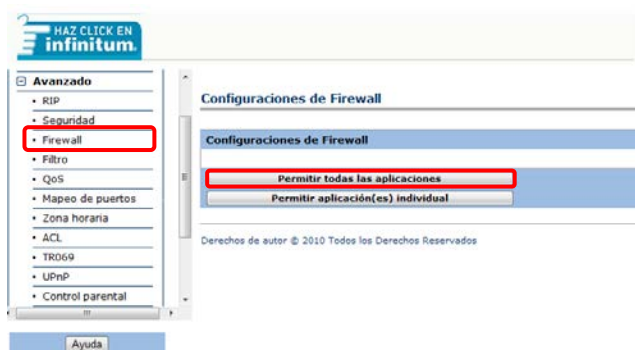 HAZ CLICK EN
infinitum.
Avanzado
RIP
Seguridad
Firewall
Filtro
QoS
Mapeo de puertos
Zona horaria
ACL
TR069
UPnP
Control parental
Ayuda
Configuraciones de Firewall
Configuraciones de Firewall
Permitir todas las aplicaciones
Permitir aplicación(es) individual
Derechos de autor © 2010 Todos los Derechos Reservados